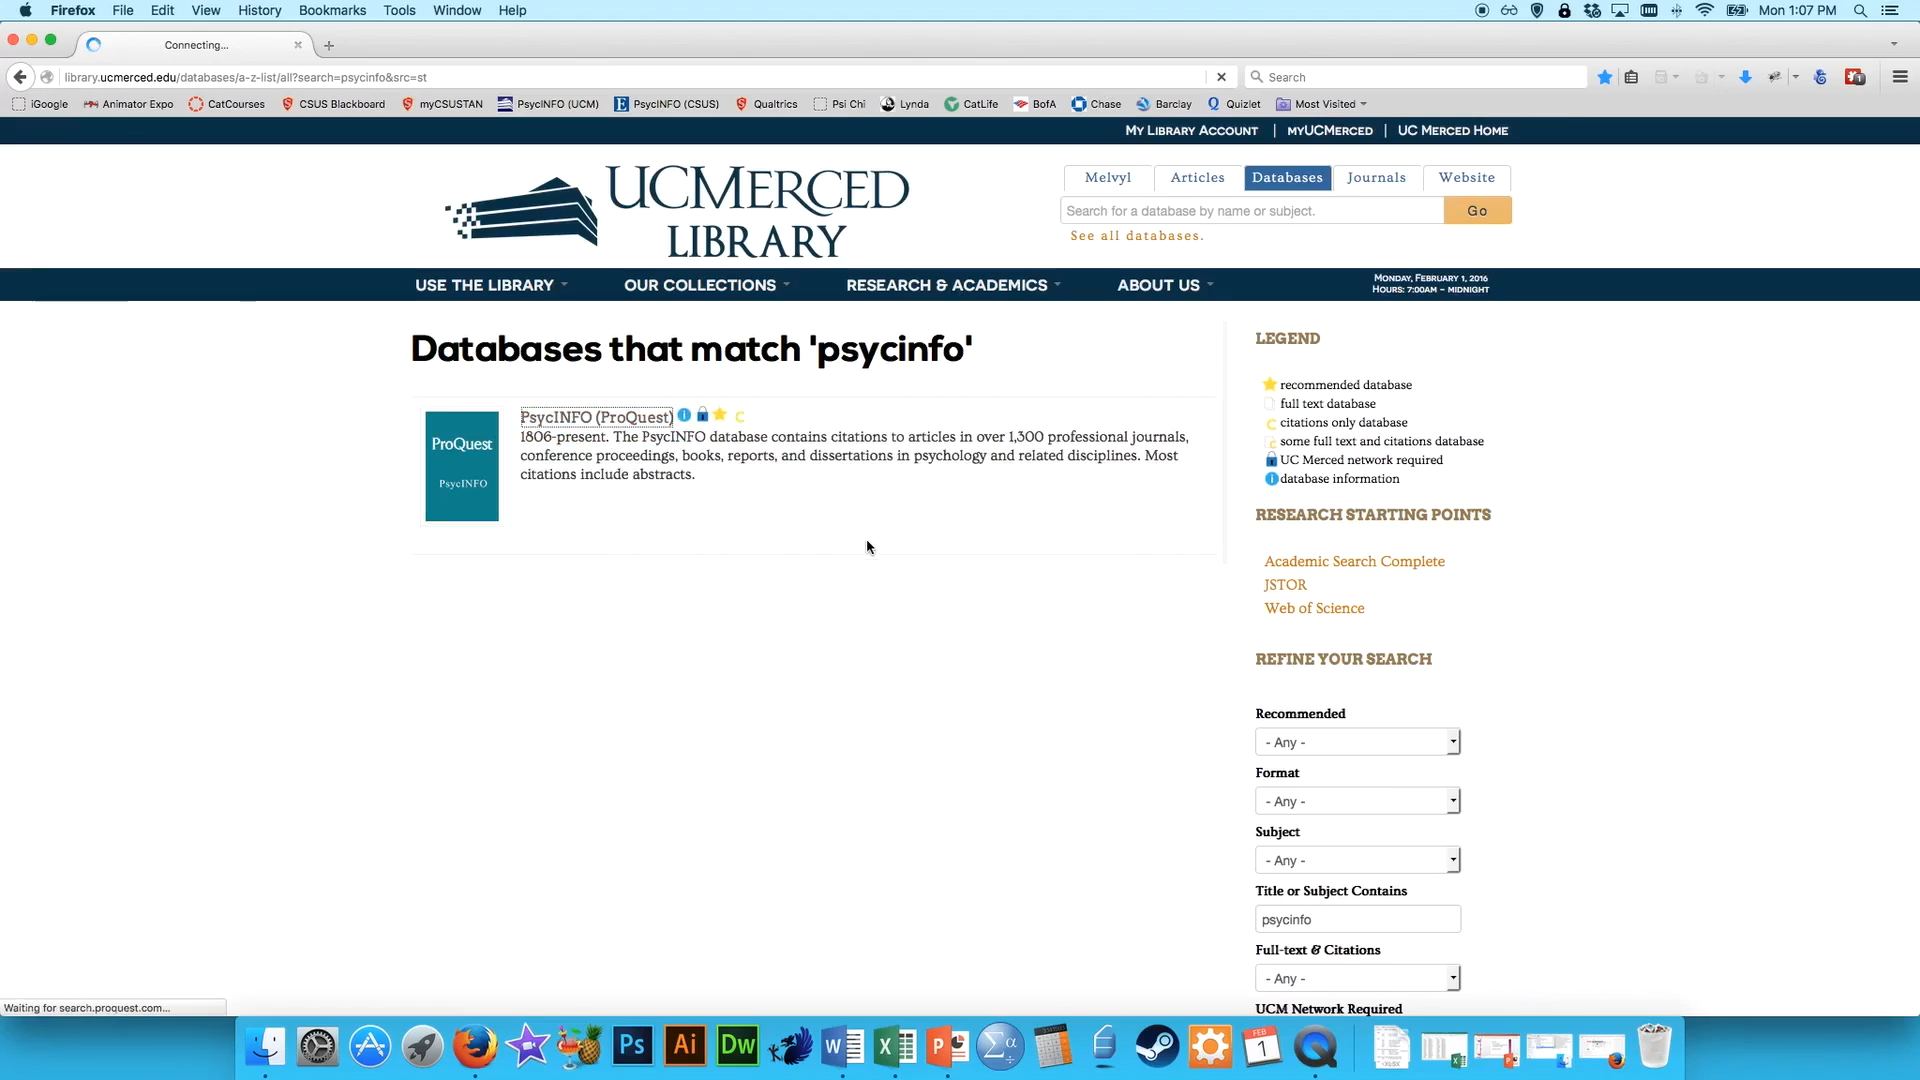 Firefox File Edit View History Bookmarks Tools Window Help
Mon 1:07 PM
Connecting...
library.ucmerced.edu/databases/a-z-list/all?search=psycinfo&src=st
Search
iGoogle Animator Expo CatCourses CSUS Blackboard myCSUSTAN PsycINFO (UCM) PsycINFO (CSUS) Qualtrics Psi Chi Lynda CatLife BofA Chase Barclay Quizlet Most Visited
My Library Account | myUCMerced | UC Merced Home
UCMERCED
LIBRARY
Melvyl Articles Databases Journals Website
Search for a database by name or subject.
Go
See all databases.
USE THE LIBRARY OUR COLLECTIONS RESEARCH & ACADEMICS ABOUT US
Monday, February 1, 2016
Hours: 7:00am – midnight
Databases that match 'psycinfo'
ProQuest
PsycINFO
PsycINFO (ProQuest)
1806-present. The PsycINFO database contains citations to articles in over 1,300 professional journals,
conference proceedings, books, reports, and dissertations in psychology and related disciplines. Most
citations include abstracts.
LEGEND
recommended database
full text database
citations only database
some full text and citations database
UC Merced network required
database information
RESEARCH STARTING POINTS
Academic Search Complete
JSTOR
Web of Science
REFINE YOUR SEARCH
Recommended
- Any -
Format
- Any -
Subject
- Any -
Title or Subject Contains
psycinfo
Full-text & Citations
- Any -
UCM Network Required
Waiting for search.proquest.com...
Ps Ai Dw W X P Σα FEB 1